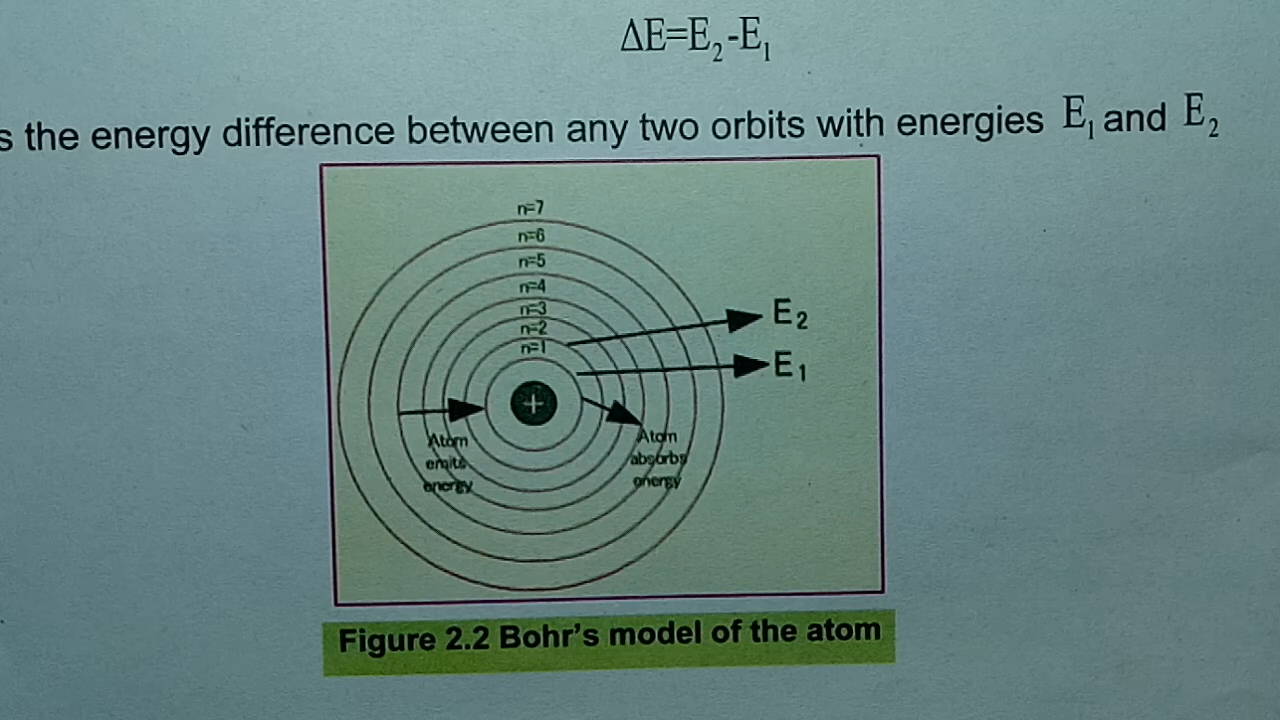 ΔE=E₂-E₁
s the energy difference between any two orbits with energies E₁ and E₂
n=7
n=6
n=5
n=4
n=3
n=2
n=1
E₂
E₁
+
Atom
emits
energy
Atom
absorbs
energy
Figure 2.2 Bohr's model of the atom